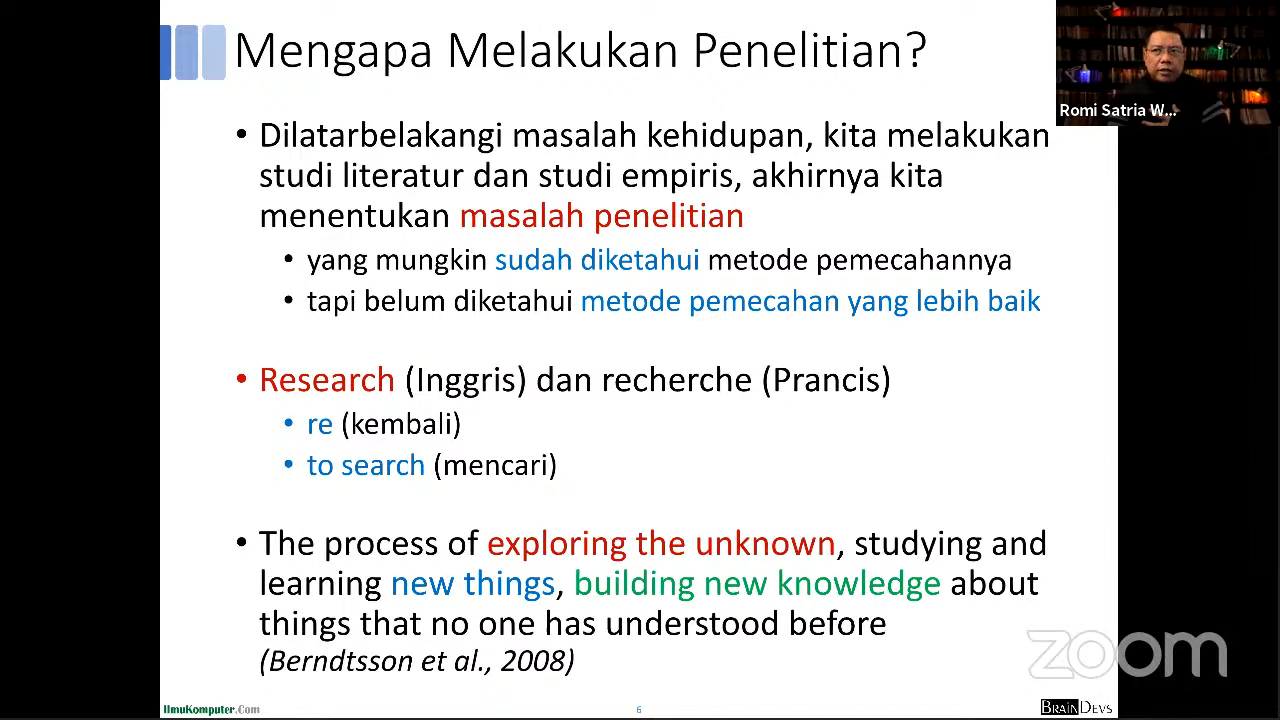 Mengapa Melakukan Penelitian?
Romi Satria W...
• Dilatarbelakangi masalah kehidupan, kita melakukan
studi literatur dan studi empiris, akhirnya kita
menentukan masalah penelitian
• yang mungkin sudah diketahui metode pemecahannya
• tapi belum diketahui metode pemecahan yang lebih baik
• Research (Inggris) dan recherche (Prancis)
• re (kembali)
• to search (mencari)
• The process of exploring the unknown, studying and
learning new things, building new knowledge about
things that no one has understood before
(Berndtsson et al., 2008)
zoom
IlmuKomputer.Com
6
BRAINDEVS